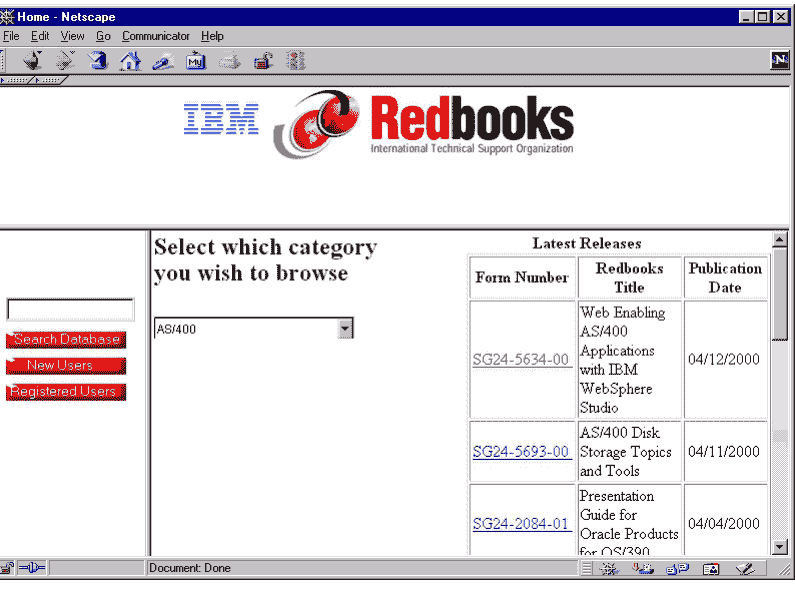 Home - Netscape
File Edit View Go Communicator Help
My
N
IBM Redbooks
International Technical Support Organization
Search Database
New Users
Registered Users
Select which category
you wish to browse
AS/400
Latest Releases
Form Number
Redbooks
Title
Publication
Date
SG24-5634-00
Web Enabling
AS/400
Applications
with IBM
WebSphere
Studio
04/12/2000
SG24-5693-00
AS/400 Disk
Storage Topics
and Tools
04/11/2000
SG24-2084-01
Presentation
Guide for
Oracle Products
for OS/390
04/04/2000
Document: Done